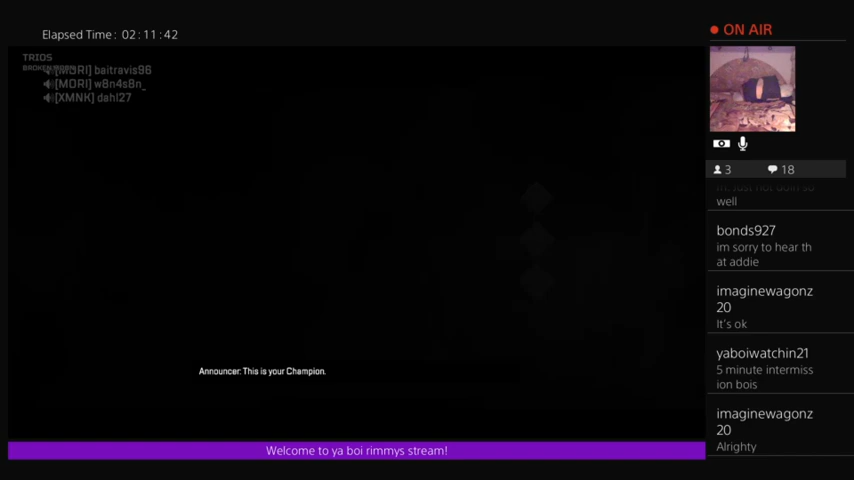 Elapsed Time: 02:11:42
ON AIR
TRIOS
[MORI] baitravis96
[MORI] w8n4s8n_
[XMNK] dahl27
3
18
well
bonds927
im sorry to hear th
at addie
imaginewagonz
20
It's ok
yaboiwatchin21
5 minute intermiss
ion bois
imaginewagonz
20
Alrighty
Announcer: This is your Champion.
Welcome to ya boi rimmys stream!